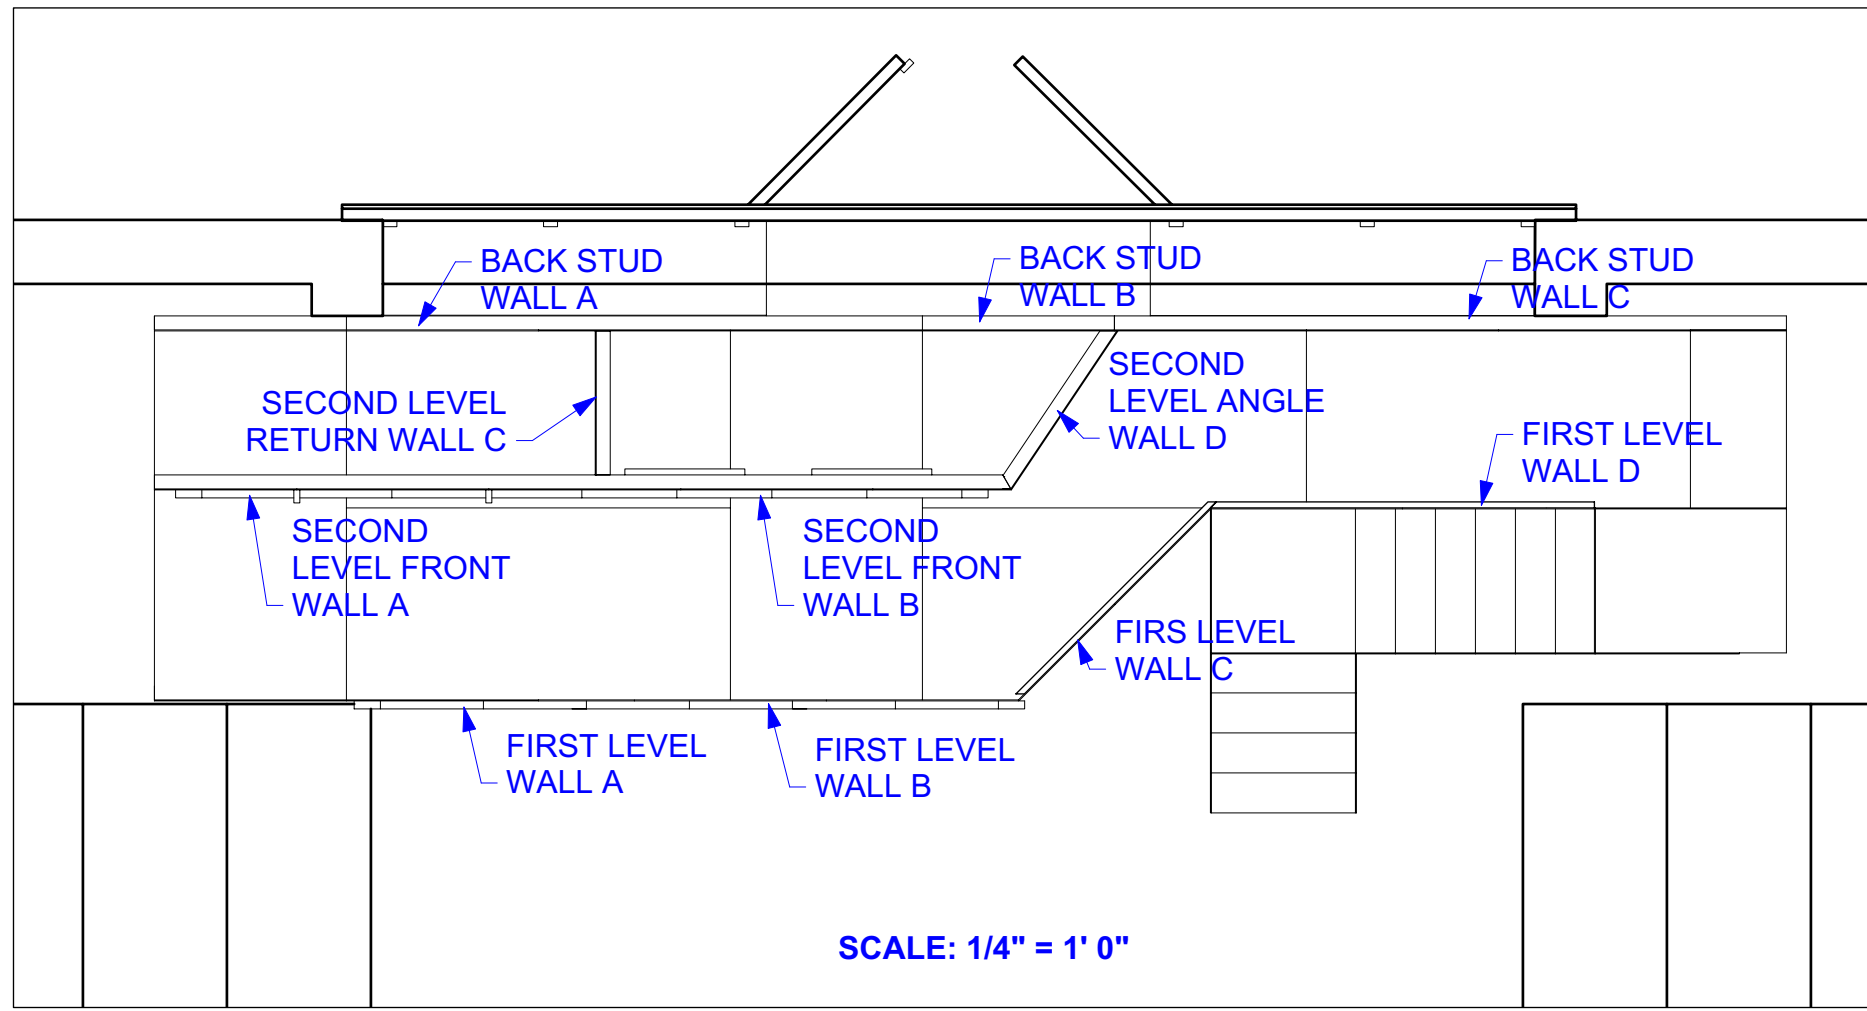 BACK STUD
WALL A
BACK STUD
WALL B
BACK STUD
WALL C
SECOND LEVEL
RETURN WALL C
SECOND
LEVEL ANGLE
WALL D
FIRST LEVEL
WALL D
SECOND
LEVEL FRONT
WALL A
SECOND
LEVEL FRONT
WALL B
FIRS LEVEL
WALL C
FIRST LEVEL
WALL A
FIRST LEVEL
WALL B
SCALE: 1/4" = 1' 0"